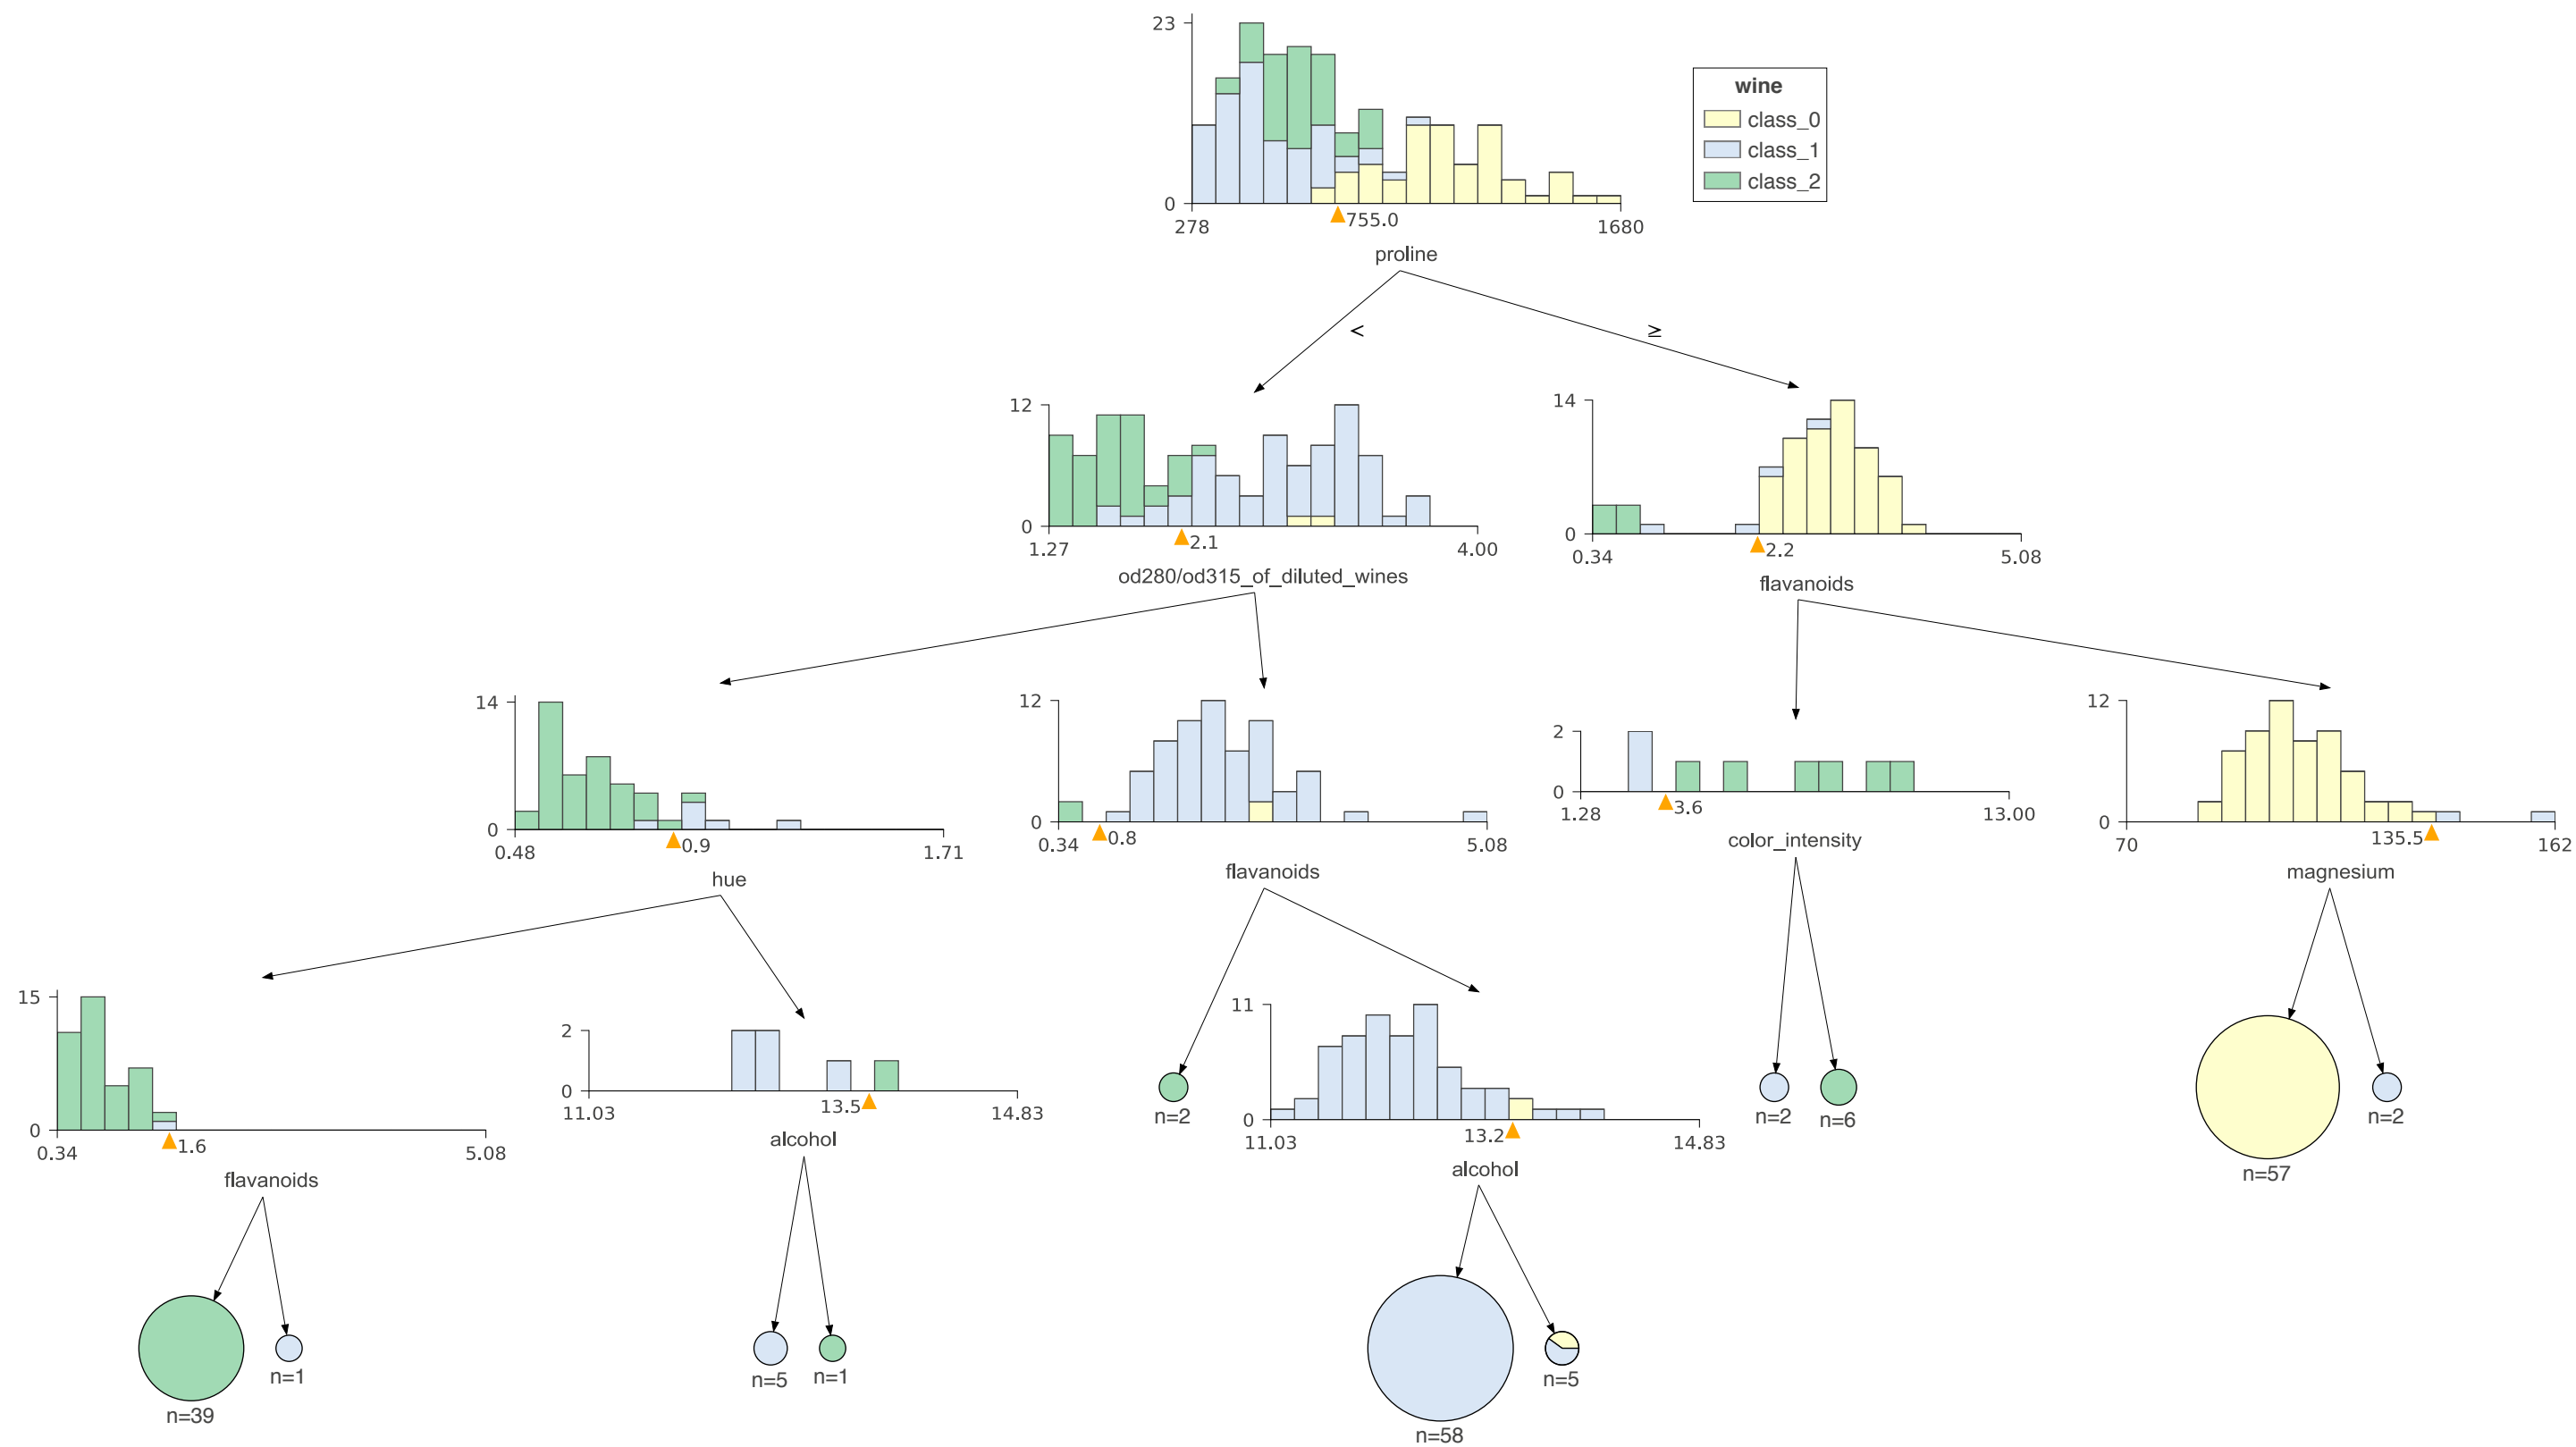 23
0
278
755.0
1680
proline
wine
class_0
class_1
class_2
<
≥
12
0
1.27
2.1
4.00
od280/od315_of_diluted_wines
14
0
0.34
2.2
5.08
flavanoids
14
0
0.48
0.9
1.71
hue
12
0
0.34
0.8
5.08
flavanoids
2
0
1.28
3.6
13.00
color_intensity
12
0
70
135.5
162
magnesium
15
0
0.34
1.6
5.08
flavanoids
2
0
11.03
13.5
14.83
alcohol
n=2
11
0
11.03
13.2
14.83
alcohol
n=2
n=6
n=57
n=2
n=39
n=1
n=5
n=1
n=58
n=5